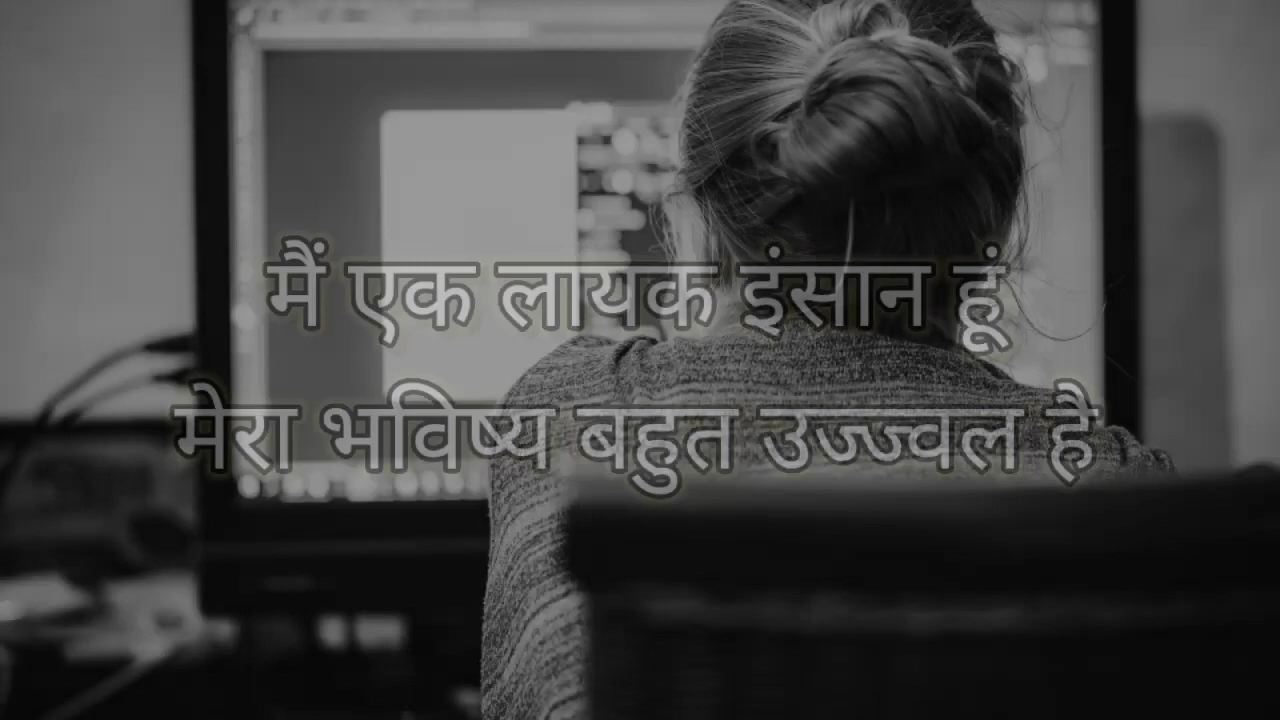 मैं एक लायक इंसान हूं
मेरा भविष्य बहुत उज्ज्वल है